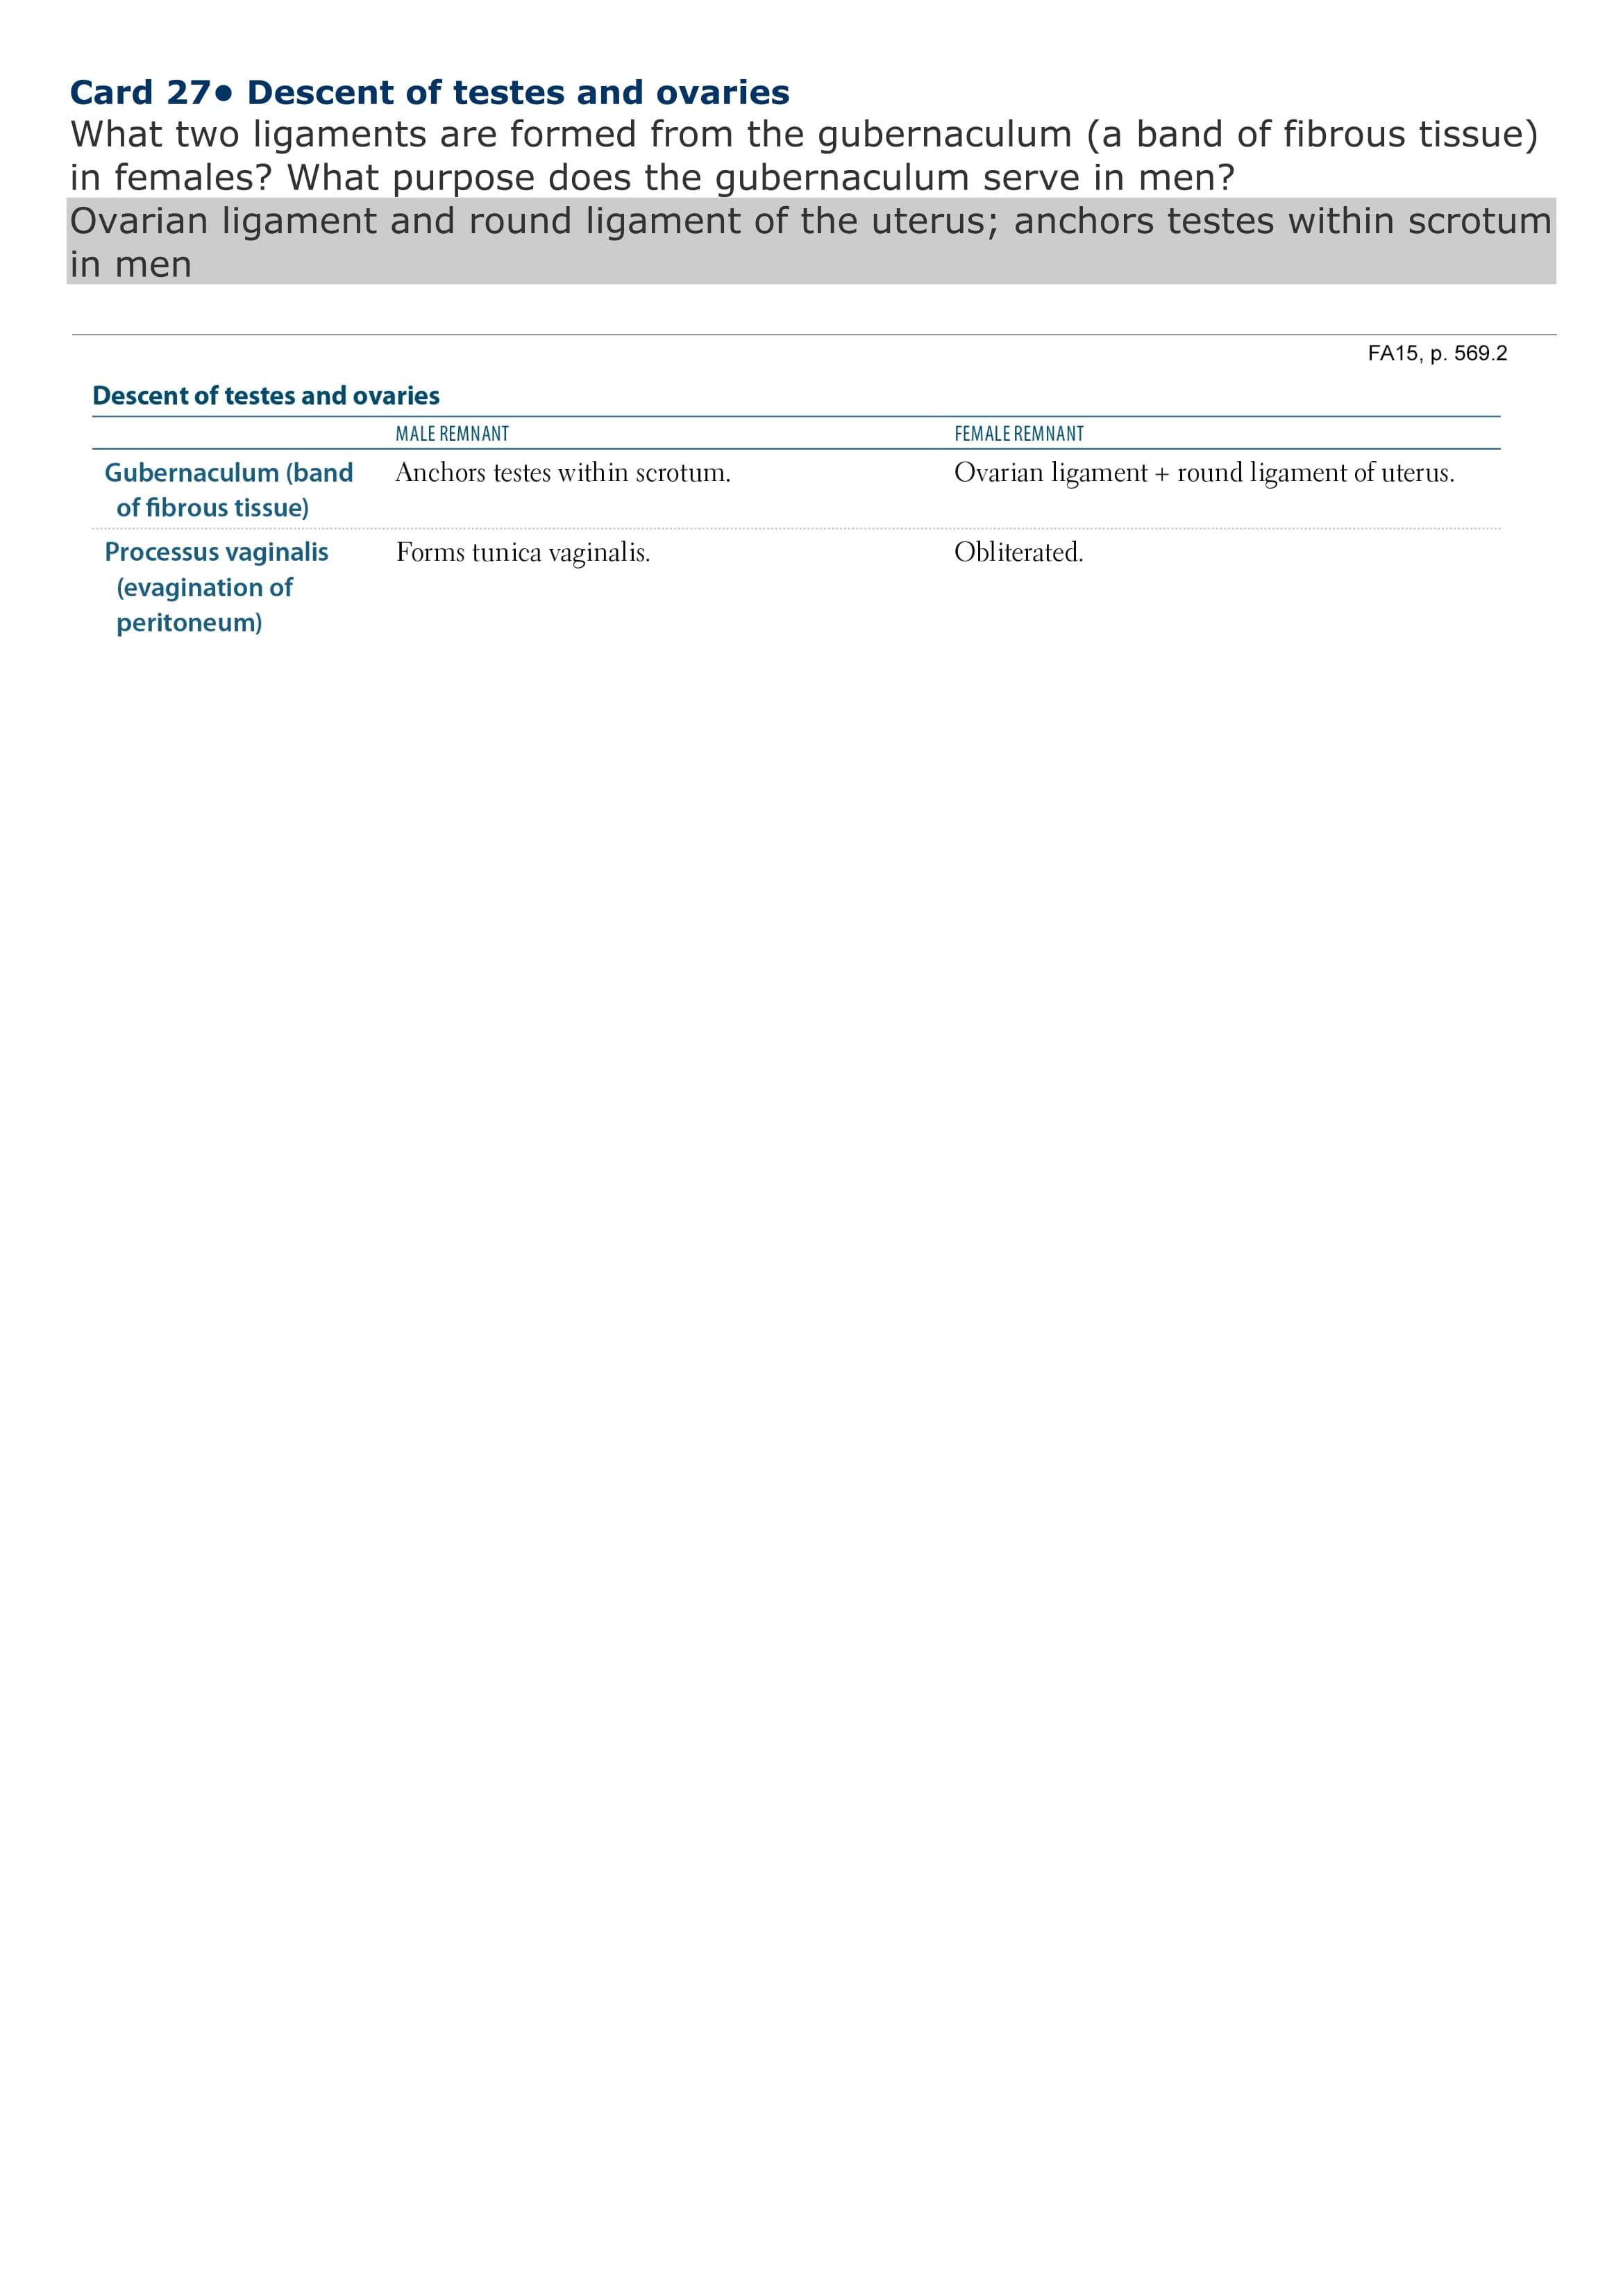 Card 27• Descent of testes and ovaries
What two ligaments are formed from the gubernaculum (a band of fibrous tissue)
in females? What purpose does the gubernaculum serve in men?
Ovarian ligament and round ligament of the uterus; anchors testes within scrotum
in men
FA15, p. 569.2
Descent of testes and ovaries
MALE REMNANT FEMALE REMNANT
Gubernaculum (band Anchors testes within scrotum. Ovarian ligament + round ligament of uterus.
of fibrous tissue)
Processus vaginalis Forms tunica vaginalis. Obliterated.
(evagination of
peritoneum)